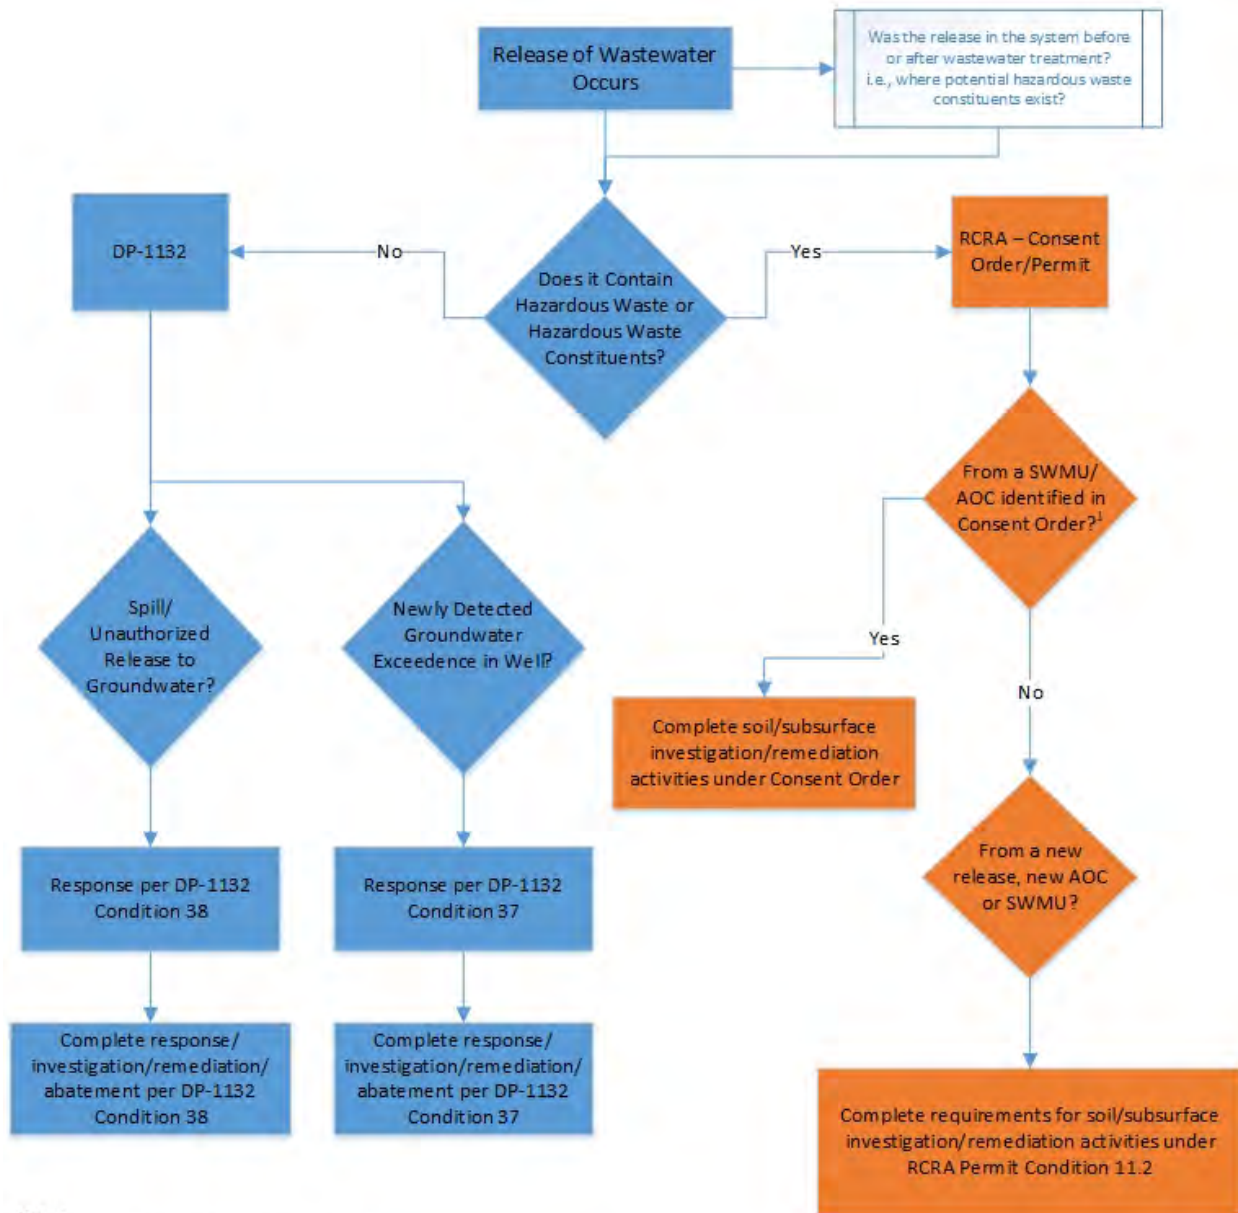 Release of Wastewater
Occurs
Was the release in the system before
or after wastewater treatment?
i.e., where potential hazardous waste
constituents exist?
DP-1132
No
Does it Contain
Hazardous Waste or
Hazardous Waste
Constituents?
Yes
RCRA – Consent
Order/Permit
From a SWMU/
AOC identified in
Consent Order?¹
Spill/
Unauthorized
Release to
Groundwater?
Newly Detected
Groundwater
Exceedence in Well?
Yes
No
Complete soil/subsurface
investigation/remediation
activities under Consent Order
From a new
release, new AOC
or SWMU?
Response per DP-1132
Condition 38
Response per DP-1132
Condition 37
Complete response/
investigation/remediation/
abatement per DP-1132
Condition 38
Complete response/
investigation/remediation/
abatement per DP-1132
Condition 37
Complete requirements for soil/subsurface
investigation/remediation activities under
RCRA Permit Condition 11.2